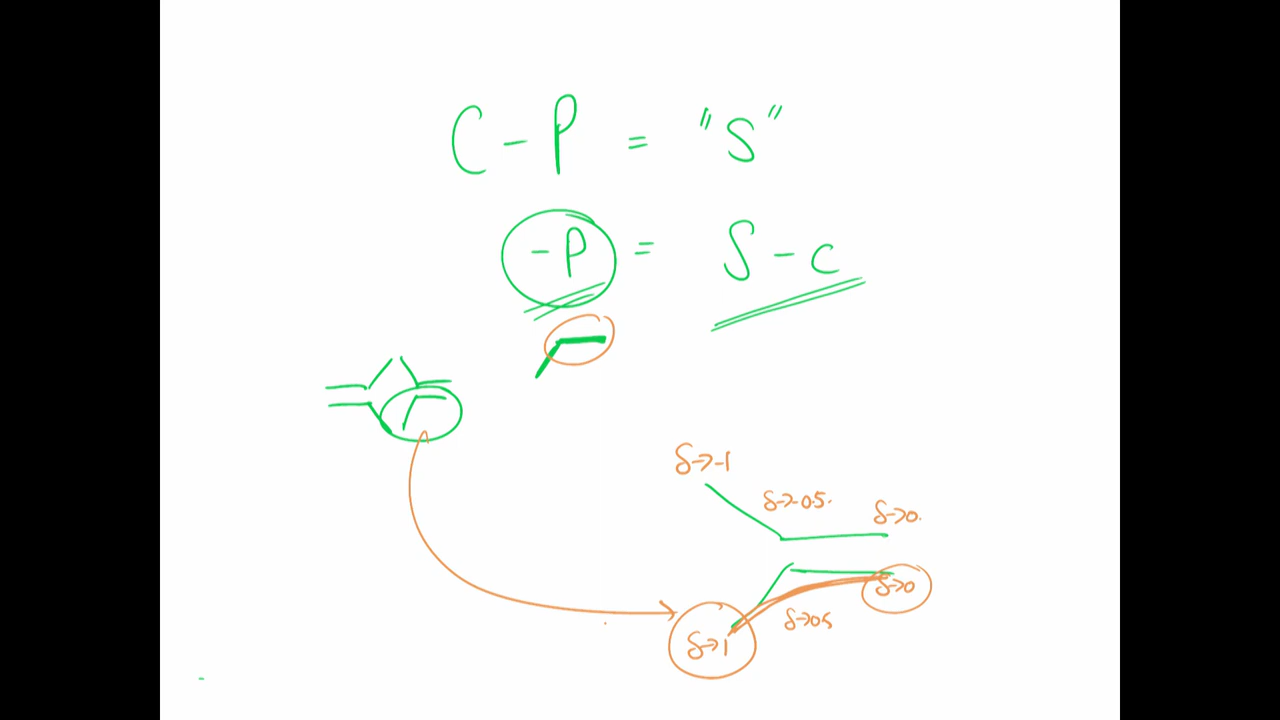 C - P = "S"
-P = S - c
δ→-1
δ→-0.5.
δ→0.
δ→0
δ→0.5
δ→1